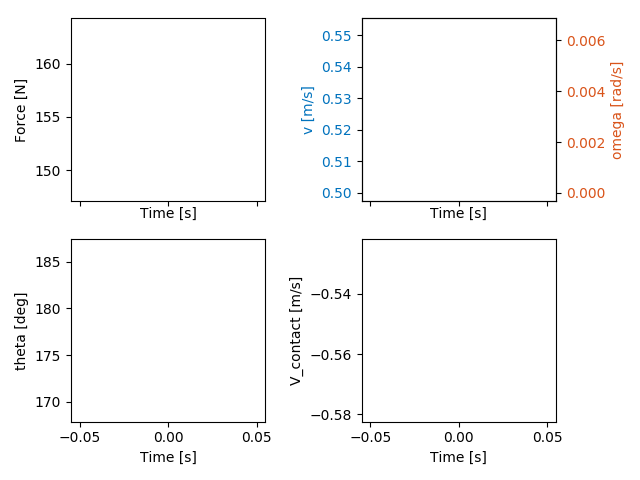 Force [N]
160
155
150
Time [s]
v [m/s]
0.55
0.54
0.53
0.52
0.51
0.50
Time [s]
0.006
0.004
0.002
0.000
omega [rad/s]
theta [deg]
185
180
175
170
−0.05 0.00 0.05
Time [s]
V_contact [m/s]
−0.54
−0.56
−0.58
−0.05 0.00 0.05
Time [s]